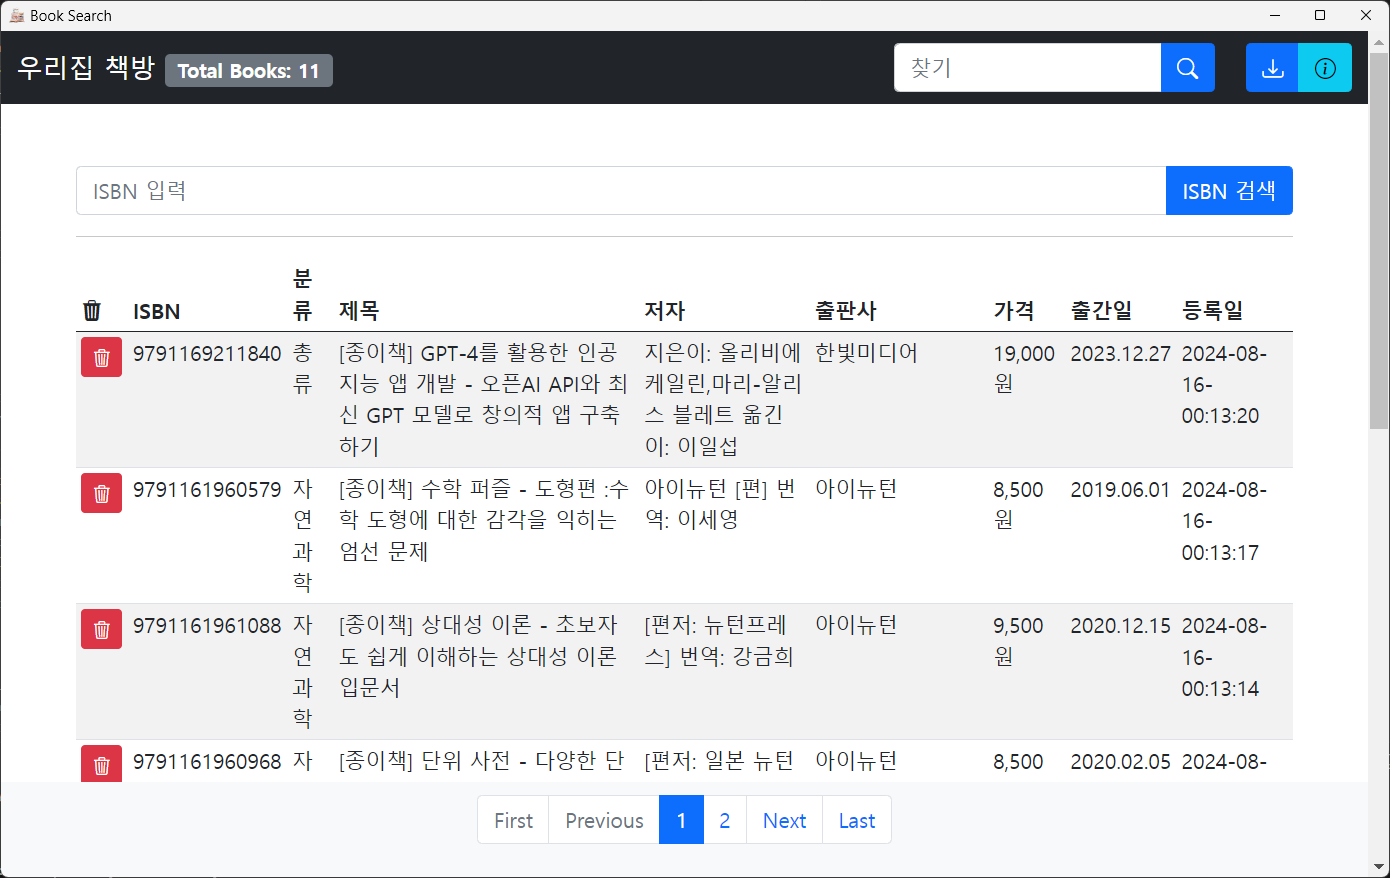 Book Search
우리집 책방 Total Books: 11 찾기
ISBN 입력 ISBN 검색
ISBN 분류 제목 저자 출판사 가격 출간일 등록일
9791169211840 총 [종이책] GPT-4를 활용한 인공 지은이: 올리비에 한빛미디어 19,000 2023.12.27 2024-08-
류 지능 앱 개발 - 오픈AI API와 최 케일린,마리-알리 원 16-
신 GPT 모델로 창의적 앱 구축 스 블레트 옮긴 00:13:20
하기 이: 이일섭
9791161960579 자 [종이책] 수학 퍼즐 - 도형편 :수 아이뉴턴 [편] 번 아이뉴턴 8,500 2019.06.01 2024-08-
연 학 도형에 대한 감각을 익히는 역: 이세영 원 16-
과 엄선 문제 00:13:17
학
9791161961088 자 [종이책] 상대성 이론 - 초보자 [편저: 뉴턴프레 아이뉴턴 9,500 2020.12.15 2024-08-
연 도 쉽게 이해하는 상대성 이론 스] 번역: 강금희 원 16-
과 입문서 00:13:14
학
9791161960968 자 [종이책] 단위 사전 - 다양한 단 [편저: 일본 뉴턴 아이뉴턴 8,500 2020.02.05 2024-08-
First Previous 1 2 Next Last